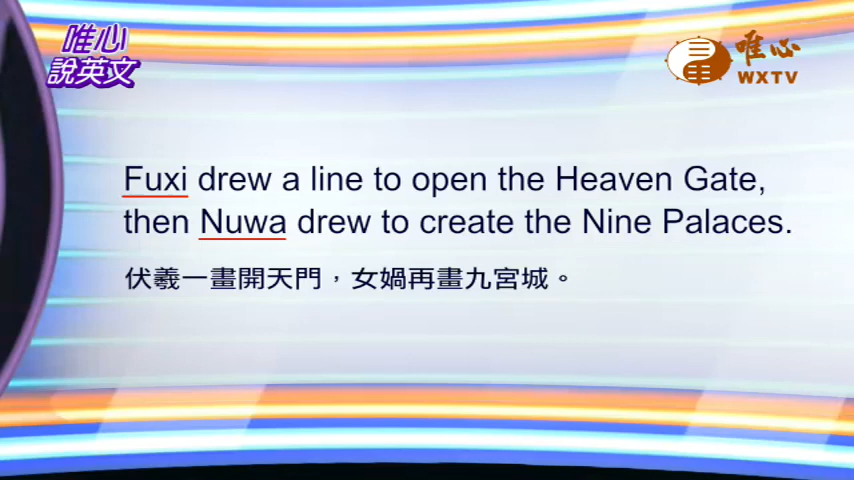 唯心
說英文
唯心
WXTV
Fuxi drew a line to open the Heaven Gate,
then Nuwa drew to create the Nine Palaces.
伏羲一畫開天門，女媧再畫九宮城。